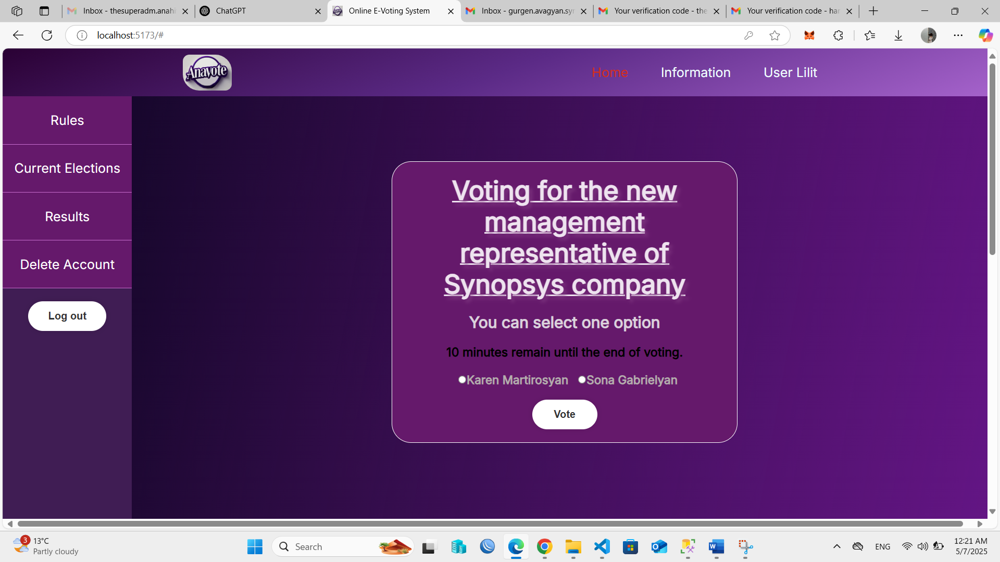 Inbox - thesuperadm.anahi
ChatGPT
Online E-Voting System
Inbox - gurgen.avagyan.syn
Your verification code - the
Your verification code - har
localhost:5173/#
Anavote
Home
Information
User Lilit
Rules
Current Elections
Results
Delete Account
Log out
Voting for the new
management
representative of
Synopsys company
You can select one option
10 minutes remain until the end of voting.
Karen Martirosyan Sona Gabrielyan
Vote
3
13°C
Partly cloudy
Search
ENG
12:21 AM
5/7/2025